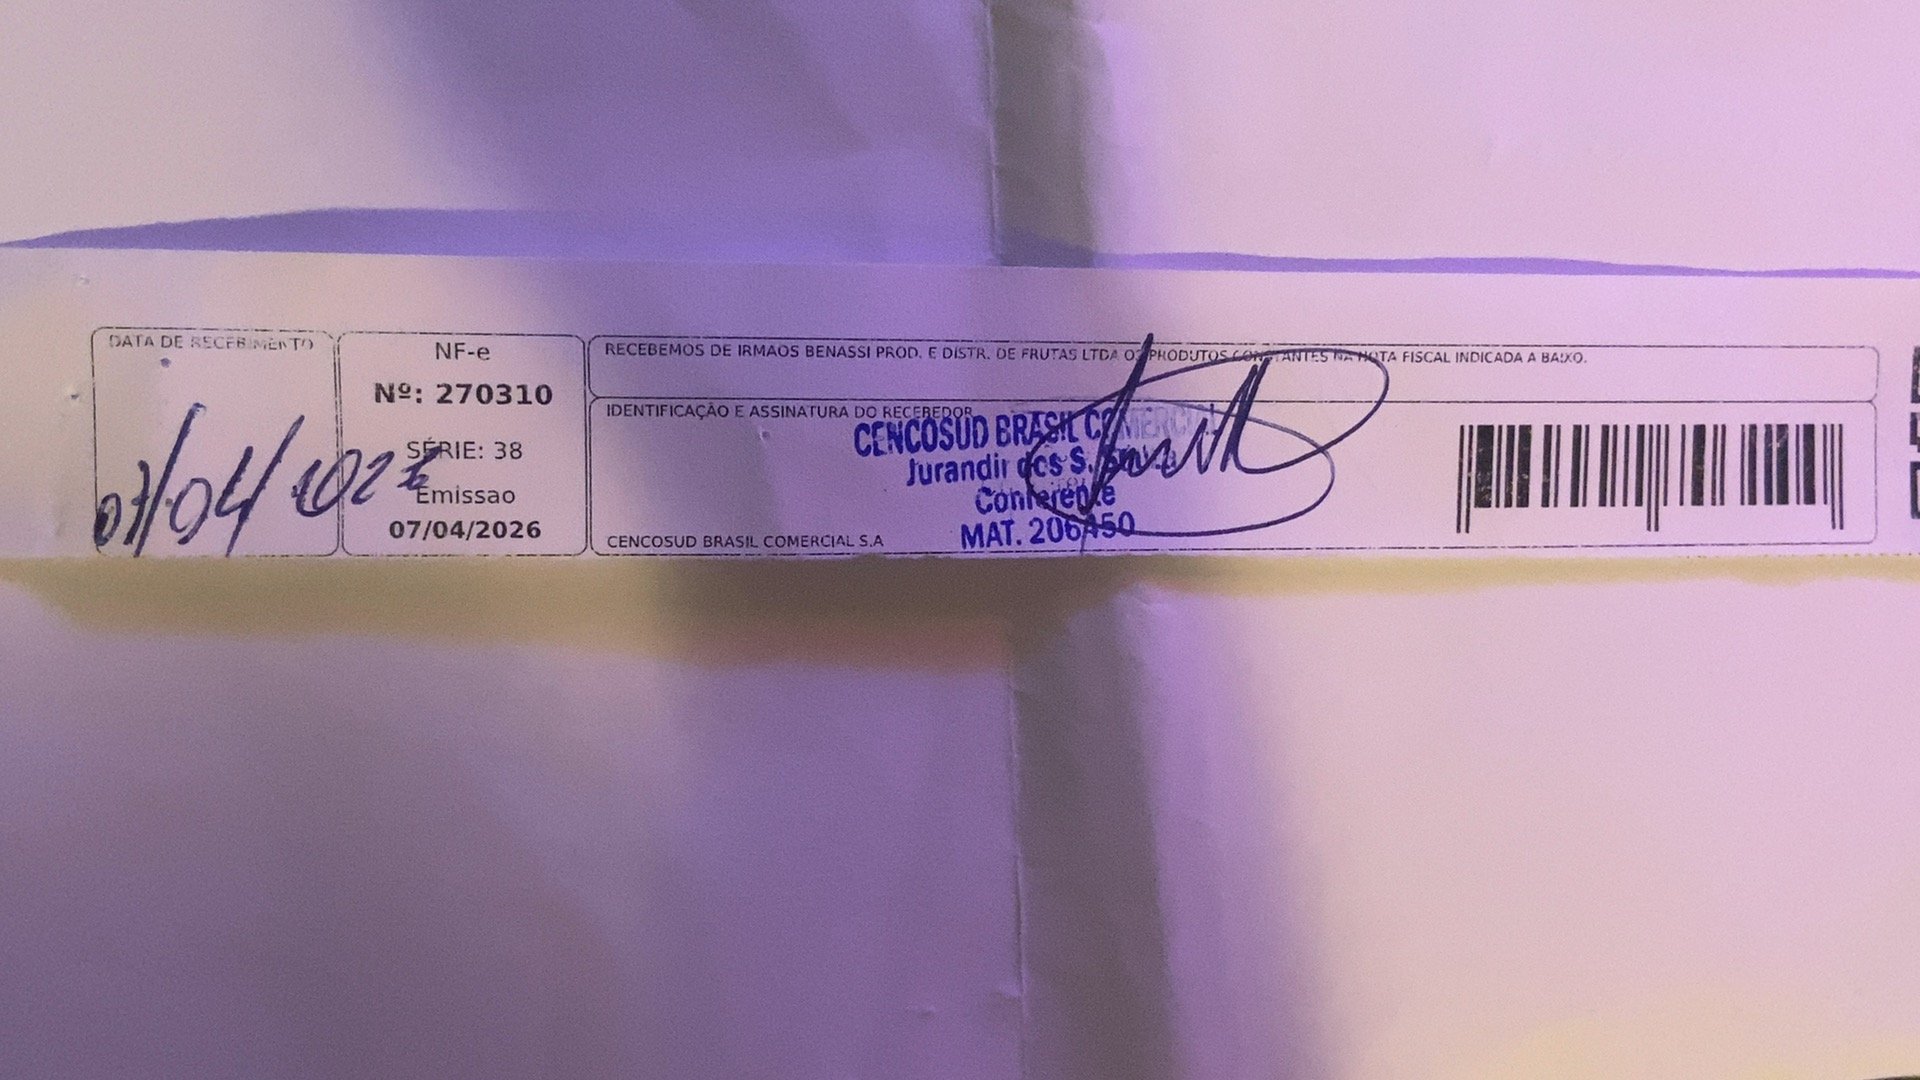 DATA DE RECEBIMENTO
07/04/2026
NF-e
Nº: 270310
SÉRIE: 38
Emissao
07/04/2026
RECEBEMOS DE IRMAOS BENASSI PROD. E DISTR. DE FRUTAS LTDA OS PRODUTOS CONSTANTES NA NOTA FISCAL INDICADA A BAIXO.
IDENTIFICAÇÃO E ASSINATURA DO RECEBEDOR
CENCOSUD BRASIL COMERCIAL
Jurandir dos S.
Conferente
MAT. 206450
CENCOSUD BRASIL COMERCIAL S.A